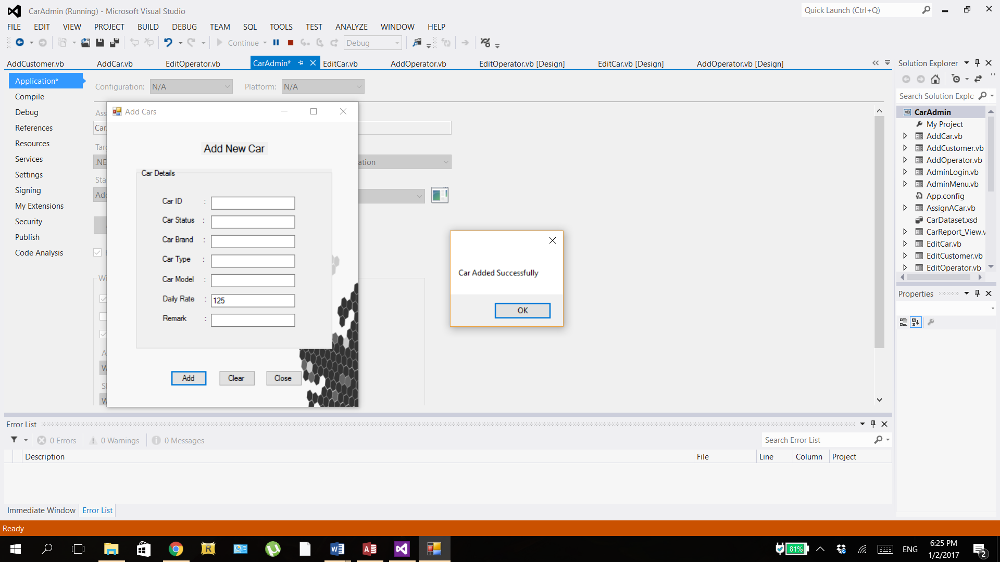 CarAdmin (Running) - Microsoft Visual Studio
Quick Launch (Ctrl+Q)
FILE EDIT VIEW PROJECT BUILD DEBUG TEAM SQL TOOLS TEST ANALYZE WINDOW HELP
Continue Debug
AddCustomer.vb AddCar.vb EditOperator.vb CarAdmin* EditCar.vb AddOperator.vb EditOperator.vb [Design] EditCar.vb [Design] AddOperator.vb [Design]
Application*
Compile
Debug
References
Resources
Services
Settings
Signing
My Extensions
Security
Publish
Code Analysis
Configuration: N/A Platform: N/A
Ass
Car
.NE
ation
Sta
Add Cars
Add New Car
Car Details
Car ID :
Car Status :
Car Brand :
Car Type :
Car Model :
Daily Rate : 125
Remark :
Add Clear Close
Car Added Successfully
OK
Solution Explorer
Search Solution Explo
VB CarAdmin
My Project
AddCar.vb
AddCustomer.vb
AddOperator.vb
AdminLogin.vb
AdminMenu.vb
App.config
AssignACar.vb
CarDataset.xsd
CarReport_View.v
EditCar.vb
EditCustomer.vb
EditOperator.vb
Properties
Error List
0 Errors 0 Warnings 0 Messages
Search Error List
Description File Line Column Project
Immediate Window Error List
Ready
81%
ENG
6:25 PM
1/2/2017
2